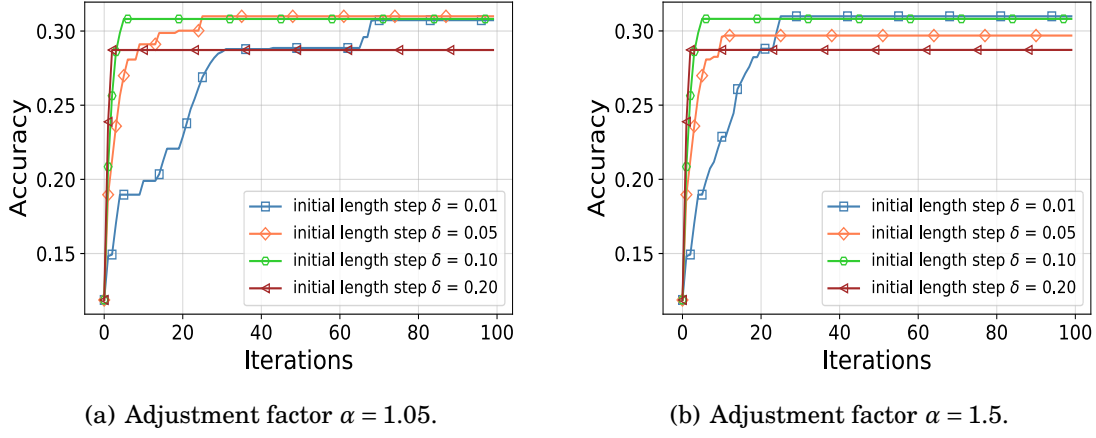 0.30
0.25
0.20
0.15
Accuracy
0 20 40 60 80 100
Iterations
initial length step δ = 0.01
initial length step δ = 0.05
initial length step δ = 0.10
initial length step δ = 0.20
(a) Adjustment factor α = 1.05.
0.30
0.25
0.20
0.15
Accuracy
0 20 40 60 80 100
Iterations
initial length step δ = 0.01
initial length step δ = 0.05
initial length step δ = 0.10
initial length step δ = 0.20
(b) Adjustment factor α = 1.5.